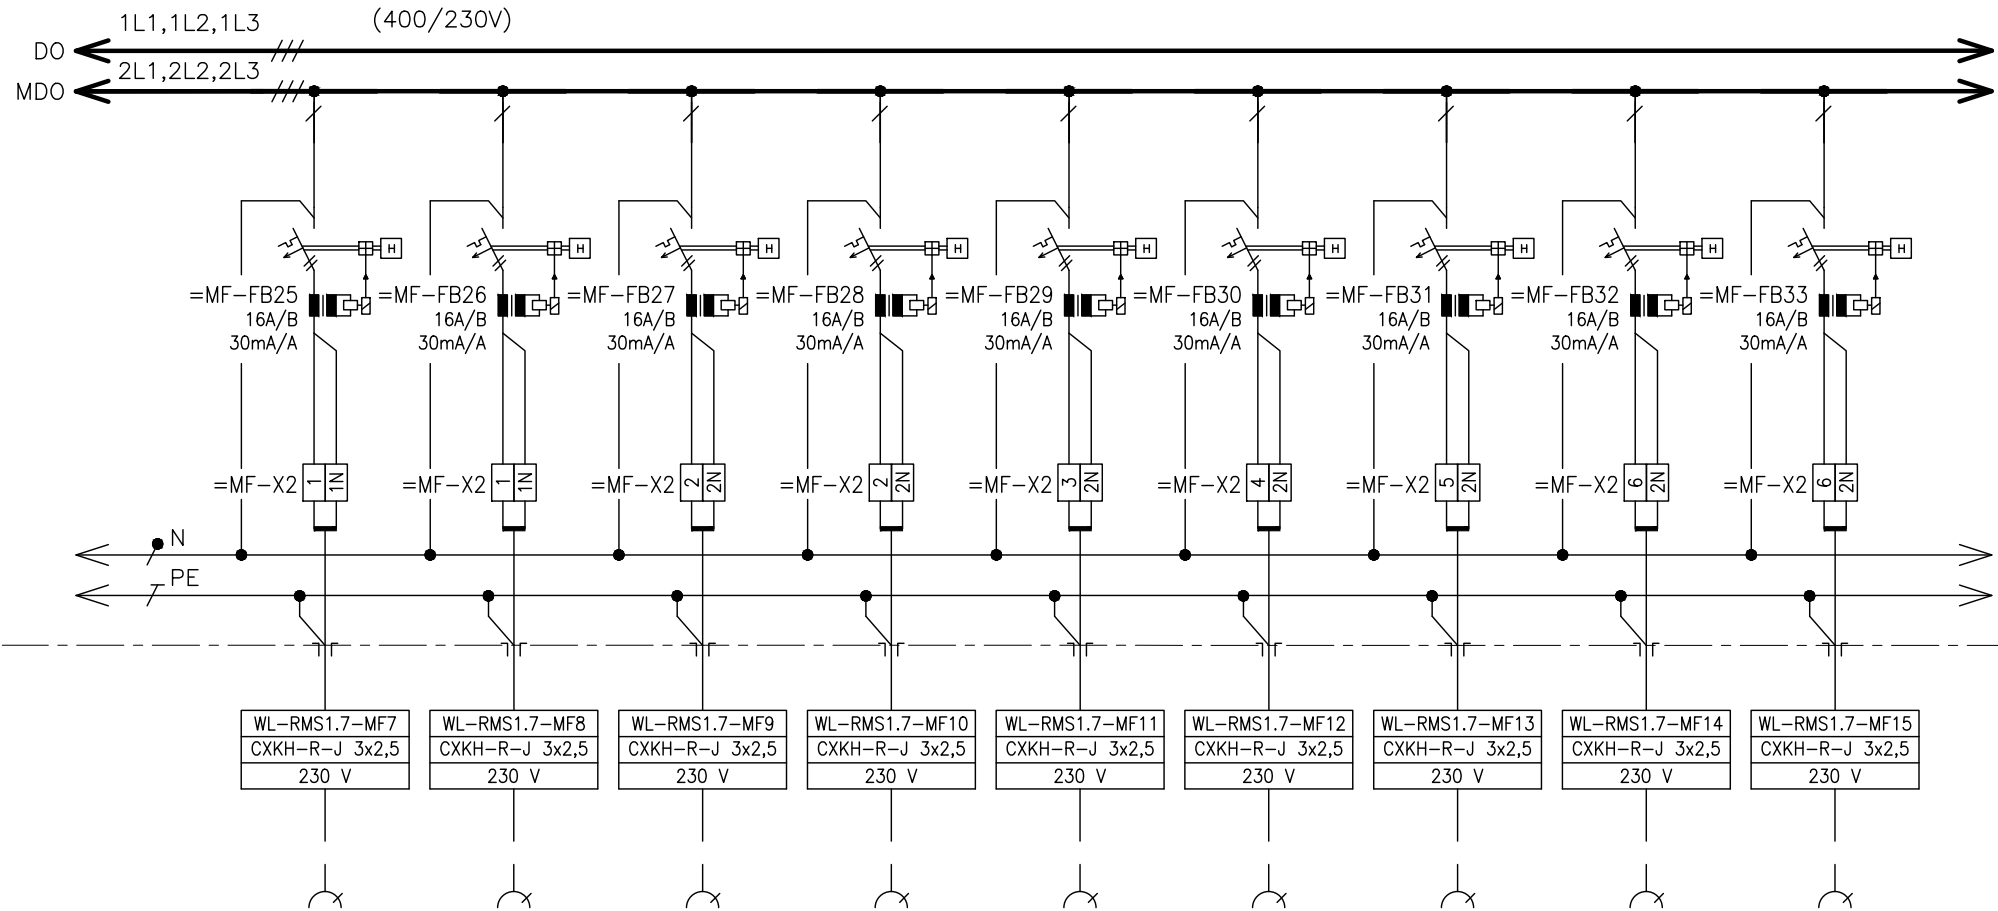 1L1,1L2,1L3 (400/230V)
DO
2L1,2L2,2L3
MDO
H H H H H H H H H
=MF-FB25 =MF-FB26 =MF-FB27 =MF-FB28 =MF-FB29 =MF-FB30 =MF-FB31 =MF-FB32 =MF-FB33
16A/B 16A/B 16A/B 16A/B 16A/B 16A/B 16A/B 16A/B 16A/B
30mA/A 30mA/A 30mA/A 30mA/A 30mA/A 30mA/A 30mA/A 30mA/A 30mA/A
=MF-X2 1 1N =MF-X2 1 1N =MF-X2 2 2N =MF-X2 2 2N =MF-X2 3 2N =MF-X2 4 2N =MF-X2 5 2N =MF-X2 6 2N =MF-X2 6 2N
N
PE
WL-RMS1.7-MF7 WL-RMS1.7-MF8 WL-RMS1.7-MF9 WL-RMS1.7-MF10 WL-RMS1.7-MF11 WL-RMS1.7-MF12 WL-RMS1.7-MF13 WL-RMS1.7-MF14 WL-RMS1.7-MF15
CXKH-R-J 3x2,5 CXKH-R-J 3x2,5 CXKH-R-J 3x2,5 CXKH-R-J 3x2,5 CXKH-R-J 3x2,5 CXKH-R-J 3x2,5 CXKH-R-J 3x2,5 CXKH-R-J 3x2,5 CXKH-R-J 3x2,5
230 V 230 V 230 V 230 V 230 V 230 V 230 V 230 V 230 V